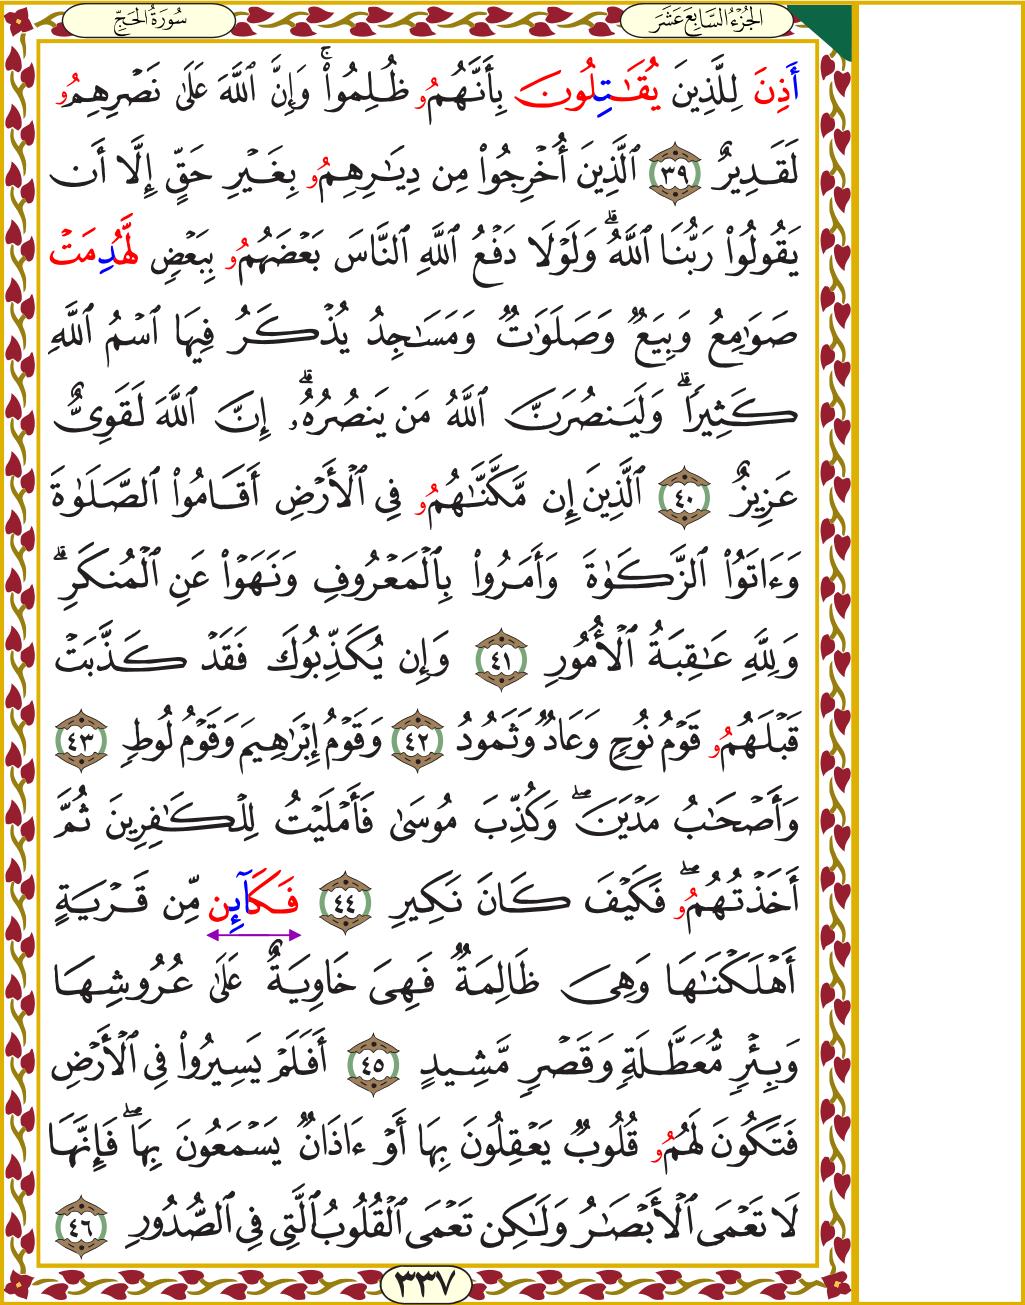 الجُزْءُ السَّابِعَ عَشَرَ
سُورَةُ الحَجِّ
أَذِنَ لِلَّذِينَ يُقَٰتِلُونَ بِأَنَّهُمُۥ ظُلِمُوا۟ۚ وَإِنَّ ٱللَّهَ عَلَىٰ نَصْرِهِمُۥ
لَقَدِيرٌ ٣٩ ٱلَّذِينَ أُخْرِجُوا۟ مِن دِيَٰرِهِمُۥ بِغَيْرِ حَقٍّ إِلَّا أَن
يَقُولُوا۟ رَبُّنَا ٱللَّهُۗ وَلَوْلَا دَفْعُ ٱللَّهِ ٱلنَّاسَ بَعْضَهُمُۥ بِبَعْضٍ لَّهُدِمَتْ
صَوَٰمِعُ وَبِيَعٌ وَصَلَوَٰتٌ وَمَسَٰجِدُ يُذْكَرُ فِيهَا ٱسْمُ ٱللَّهِ
كَثِيرًاۗ وَلَيَنصُرَنَّ ٱللَّهُ مَن يَنصُرُهُۥۗ إِنَّ ٱللَّهَ لَقَوِىٌّ
عَزِيزٌ ٤٠ ٱلَّذِينَ إِن مَّكَّنَّٰهُمُۥ فِى ٱلْأَرْضِ أَقَامُوا۟ ٱلصَّلَوٰةَ
وَءَاتَوُا۟ ٱلزَّكَوٰةَ وَأَمَرُوا۟ بِٱلْمَعْرُوفِ وَنَهَوْا۟ عَنِ ٱلْمُنكَرِۗ
وَلِلَّهِ عَٰقِبَةُ ٱلْأُمُورِ ٤١ وَإِن يُكَذِّبُوكَ فَقَدْ كَذَّبَتْ
قَبْلَهُمُۥ قَوْمُ نُوحٍ وَعَادٌ وَثَمُودُ ٤٢ وَقَوْمُ إِبْرَٰهِيمَ وَقَوْمُ لُوطٍ ٤٣
وَأَصْحَٰبُ مَدْيَنَۖ وَكُذِّبَ مُوسَىٰ فَأَمْلَيْتُ لِلْكَٰفِرِينَ ثُمَّ
أَخَذْتُهُمُۥۖ فَكَيْفَ كَانَ نَكِيرِ ٤٤ فَكَآئِن مِّن قَرْيَةٍ
أَهْلَكْنَٰهَا وَهِىَ ظَالِمَةٌ فَهِىَ خَاوِيَةٌ عَلَىٰ عُرُوشِهَا
وَبِئْرٍ مُّعَطَّلَةٍ وَقَصْرٍ مَّشِيدٍ ٤٥ أَفَلَمْ يَسِيرُوا۟ فِى ٱلْأَرْضِ
فَتَكُونَ لَهُمُۥ قُلُوبٌ يَعْقِلُونَ بِهَا أَوْ ءَاذَانٌ يَسْمَعُونَ بِهَاۖ فَإِنَّهَا
لَا تَعْمَى ٱلْأَبْصَٰرُ وَلَٰكِن تَعْمَى ٱلْقُلُوبُ ٱلَّتِى فِى ٱلصُّدُورِ ٤٦
٣٣٧